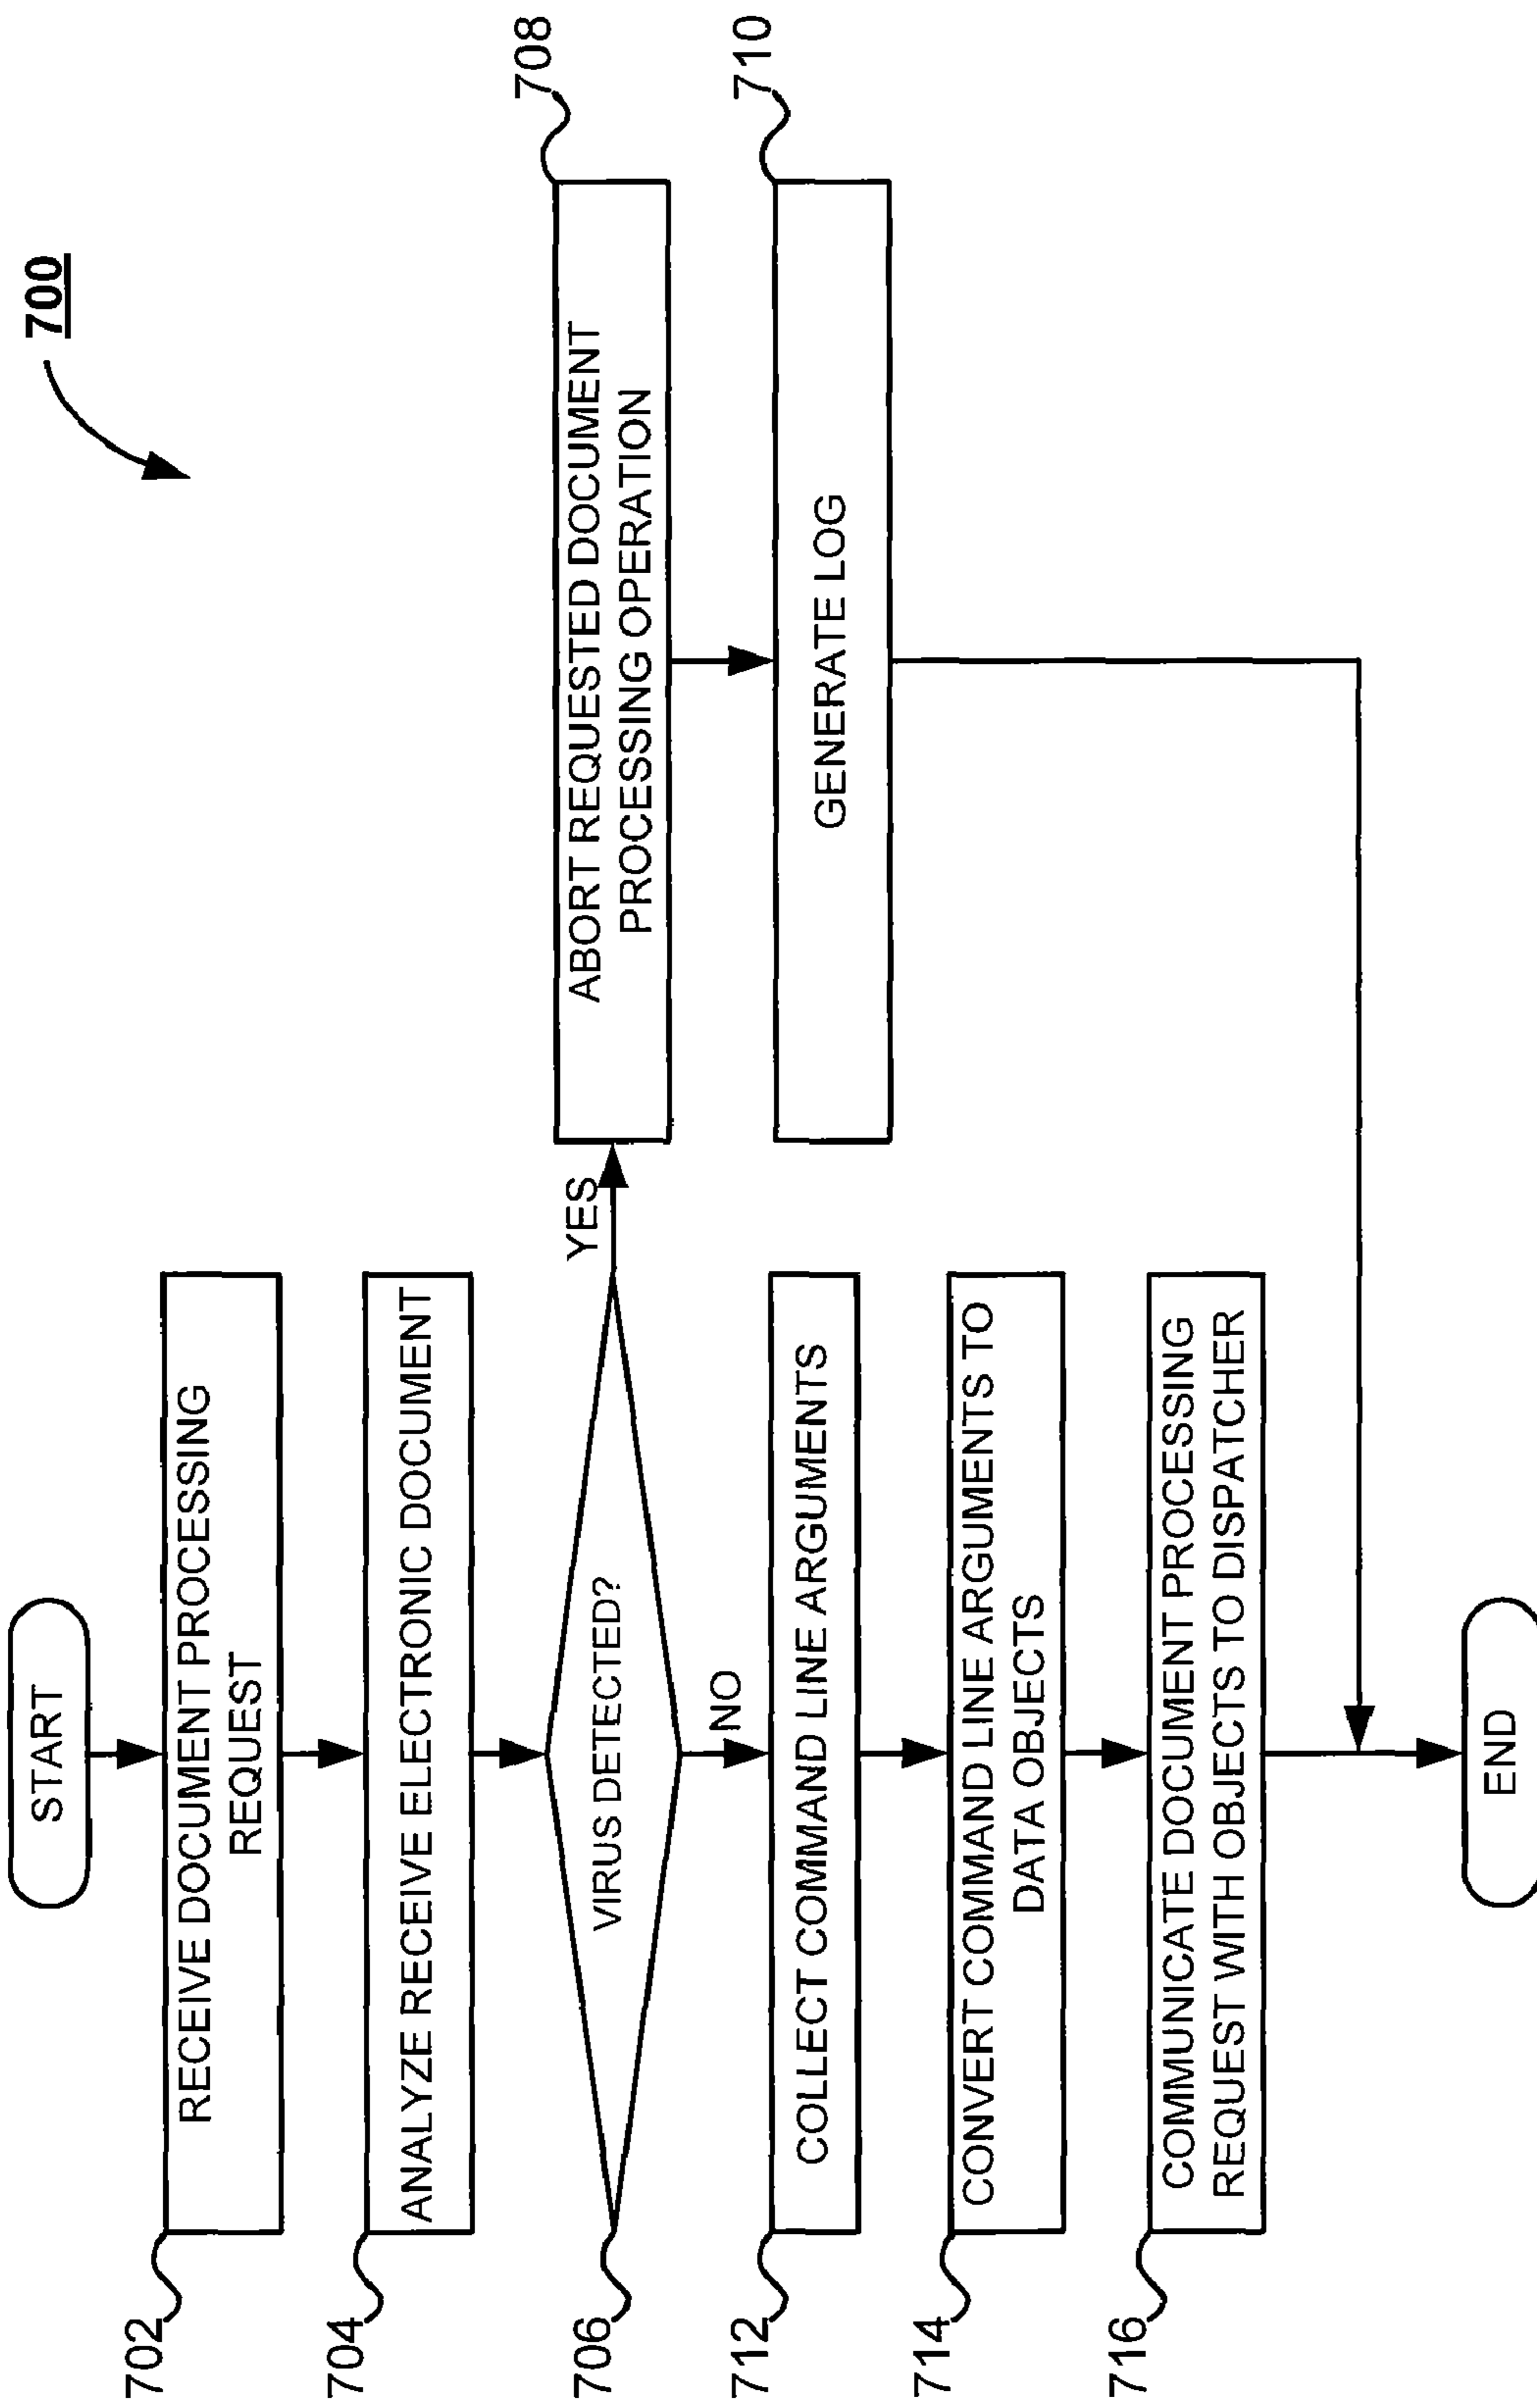 700
START
702
RECEIVE DOCUMENT PROCESSING
REQUEST
704
ANALYZE RECEIVE ELECTRONIC DOCUMENT
706
VIRUS DETECTED?
YES
708
ABORT REQUESTED DOCUMENT
PROCESSING OPERATION
710
GENERATE LOG
NO
712
COLLECT COMMAND LINE ARGUMENTS
714
CONVERT COMMAND LINE ARGUMENTS TO
DATA OBJECTS
716
COMMUNICATE DOCUMENT PROCESSING
REQUEST WITH OBJECTS TO DISPATCHER
END